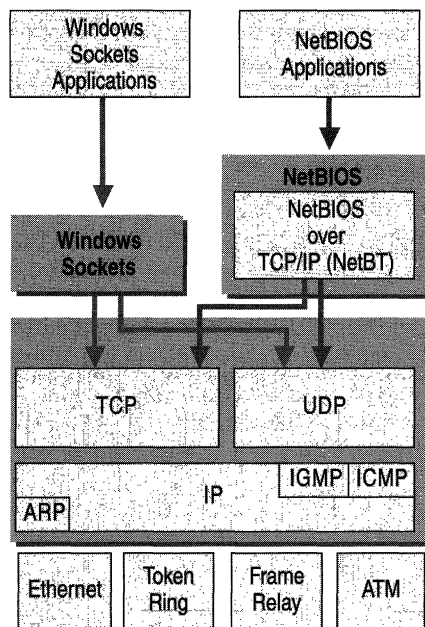 Windows
Sockets
Applications
NetBIOS
Applications
NetBIOS
NetBIOS
over
TCP/IP (NetBT)
Windows
Sockets
TCP
UDP
IP
IGMP
ICMP
ARP
Ethernet
Token
Ring
Frame
Relay
ATM